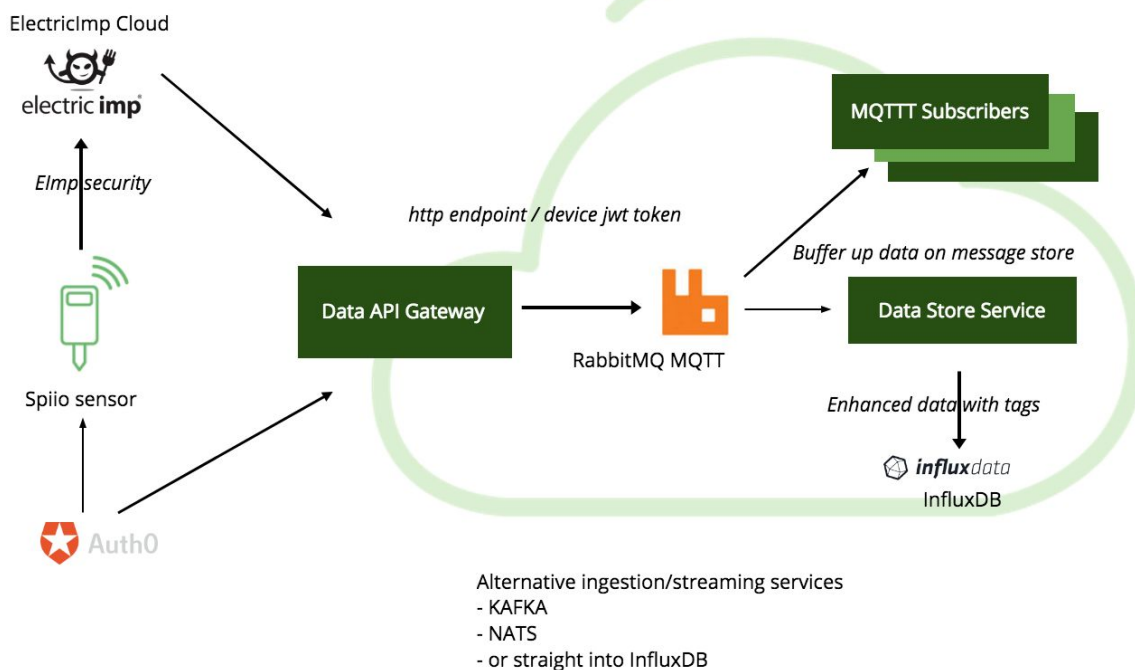 ElectricImp Cloud
electric imp
EImp security
MQTTT Subscribers
http endpoint / device jwt token
Buffer up data on message store
Data API Gateway
Data Store Service
RabbitMQ MQTT
Spiio sensor
Enhanced data with tags
influxdata
InfluxDB
Auth0
Alternative ingestion/streaming services
- KAFKA
- NATS
- or straight into InfluxDB